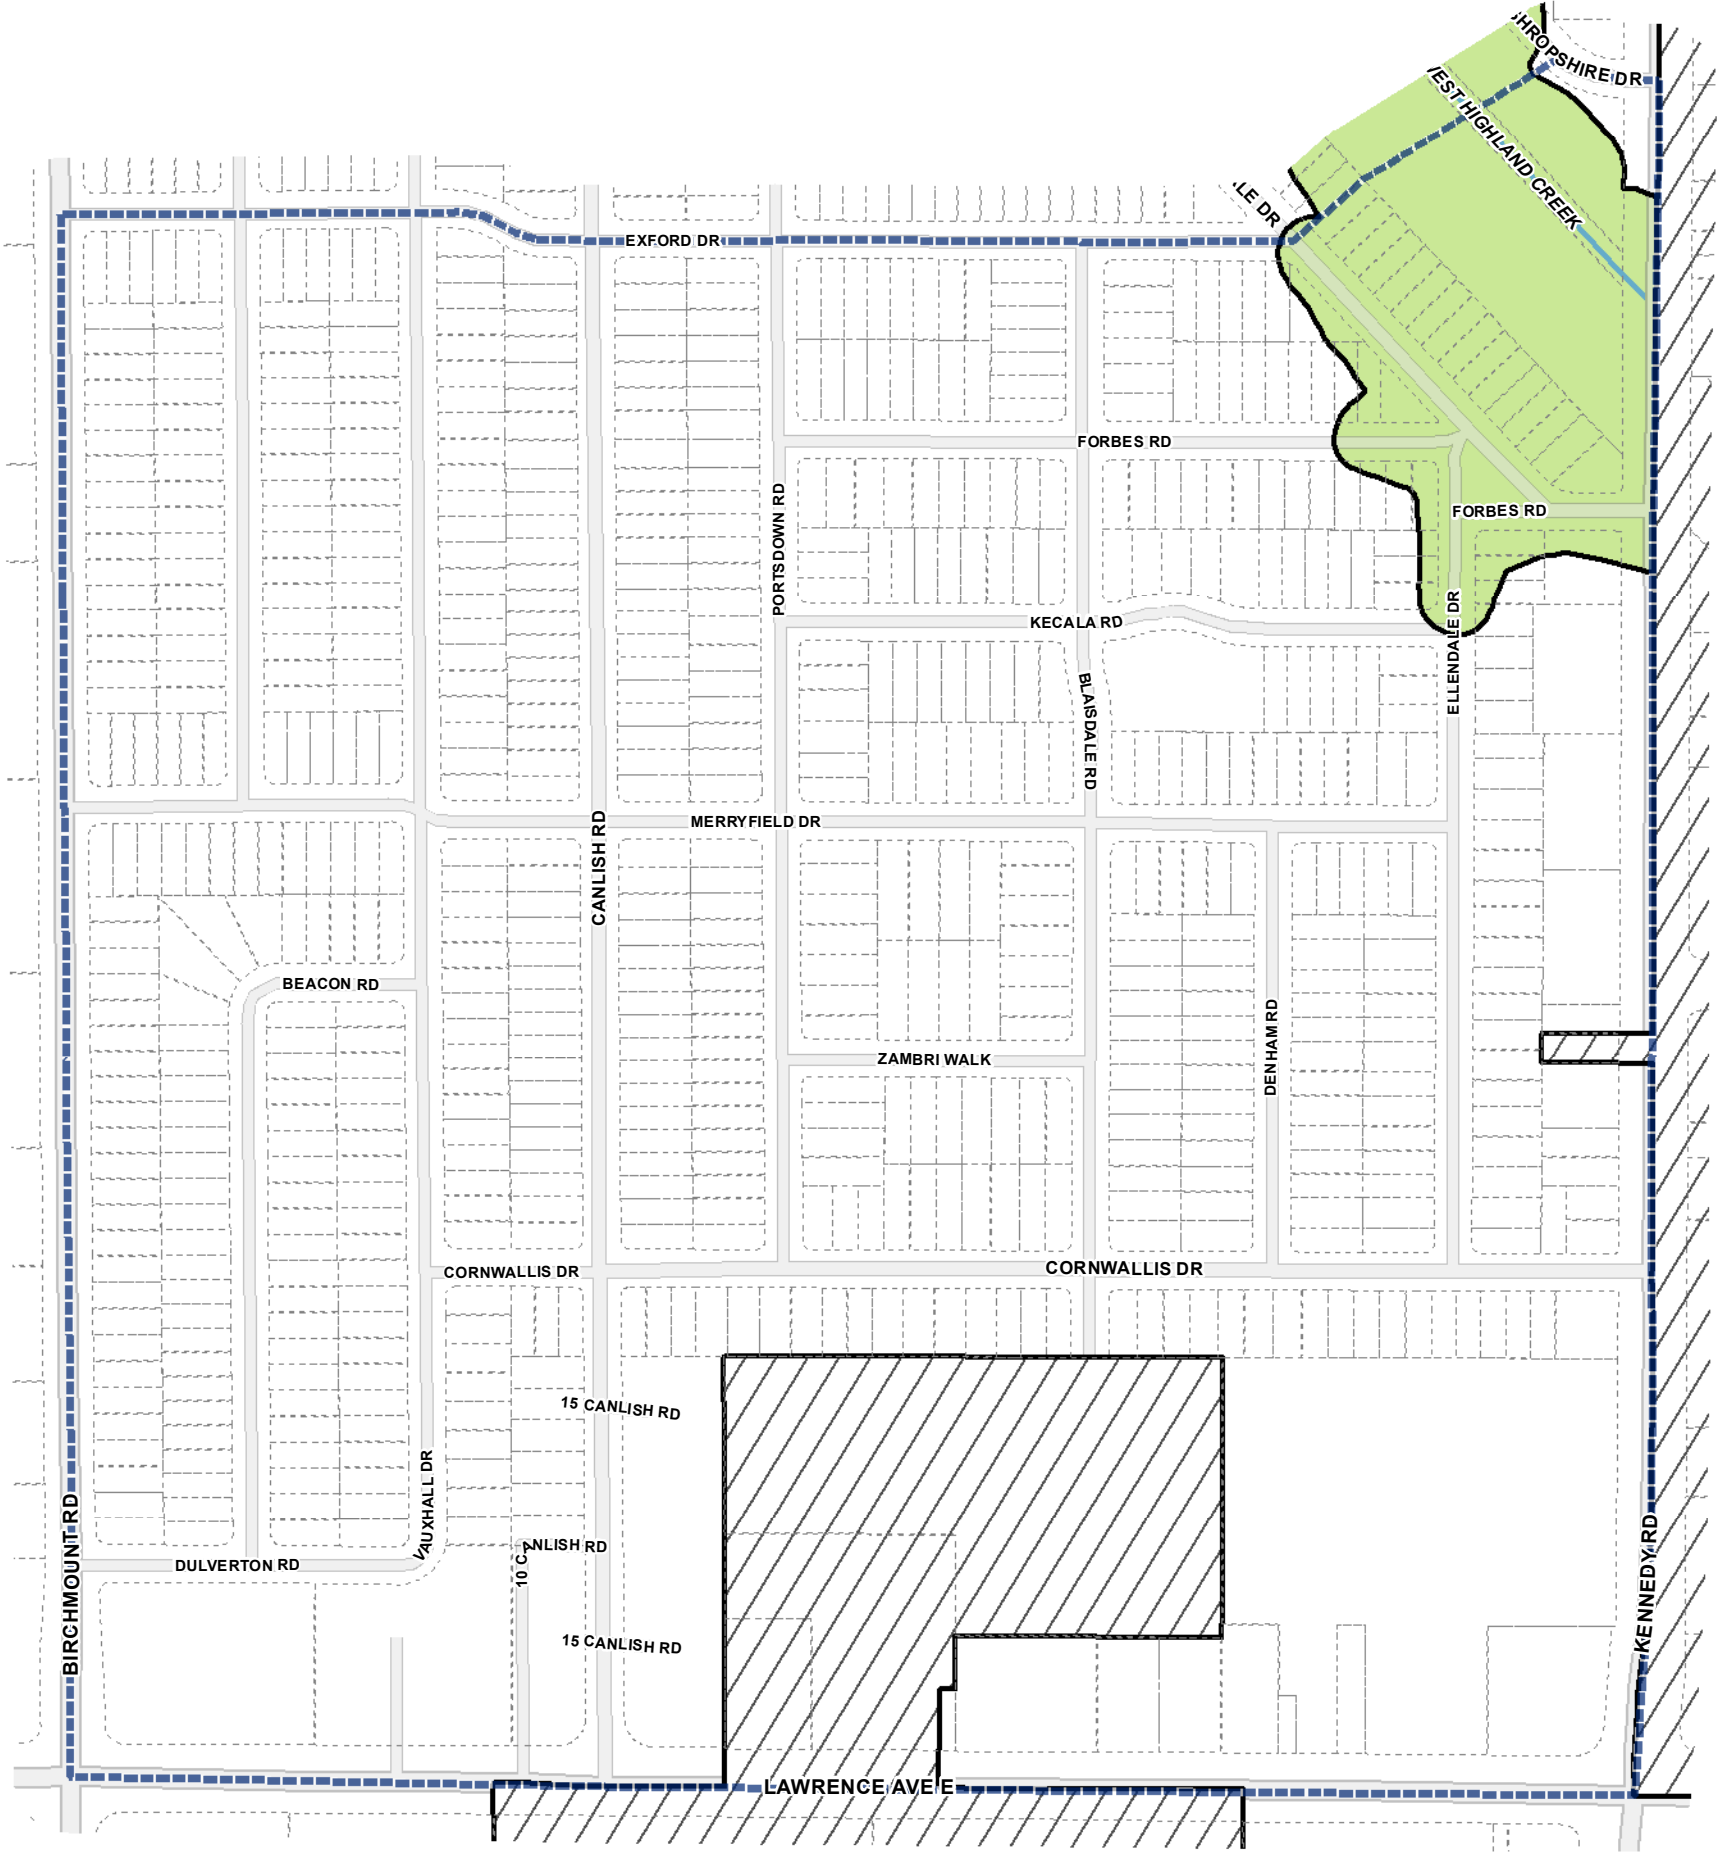 SHROPSHIRE DR
WEST HIGHLAND CREEK
LE DR
EXFORD DR
FORBES RD
FORBES RD
PORTSDOWN RD
KECALA RD
ELLENDALE DR
BLAISDALE RD
MERRYFIELD DR
CANLISH RD
BEACON RD
ZAMBRI WALK
DENHAM RD
CORNWALLIS DR
CORNWALLIS DR
15 CANLISH RD
VAUXHALL DR
10 CANLISH RD
DULVERTON RD
BIRCHMOUNT RD
KENNEDY RD
15 CANLISH RD
LAWRENCE AVE E